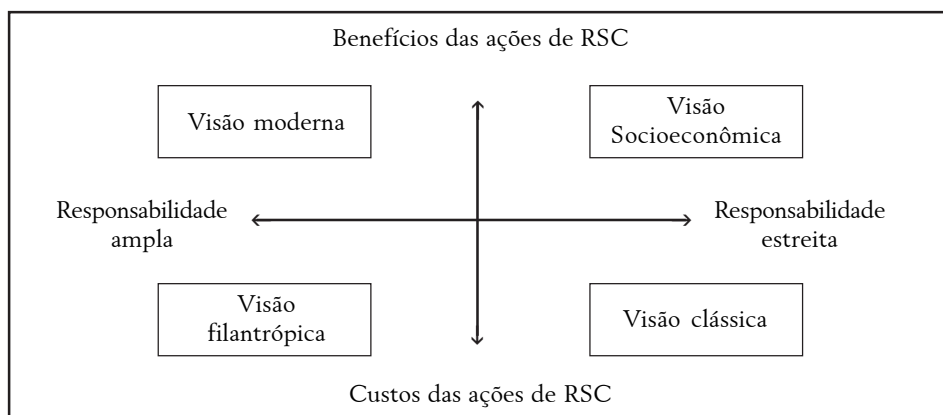 Benefícios das ações de RSC
Visão moderna
Visão
Socioeconômica
Responsabilidade
ampla
Responsabilidade
estreita
Visão
filantrópica
Visão clássica
Custos das ações de RSC